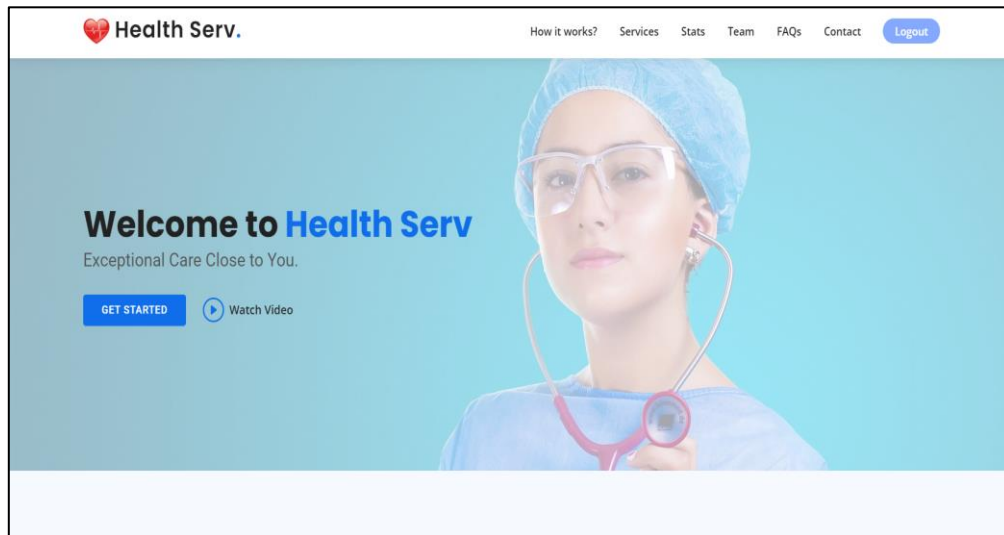 Health Serv.
How it works? Services Stats Team FAQs Contact Logout
Welcome to Health Serv
Exceptional Care Close to You.
GET STARTED Watch Video